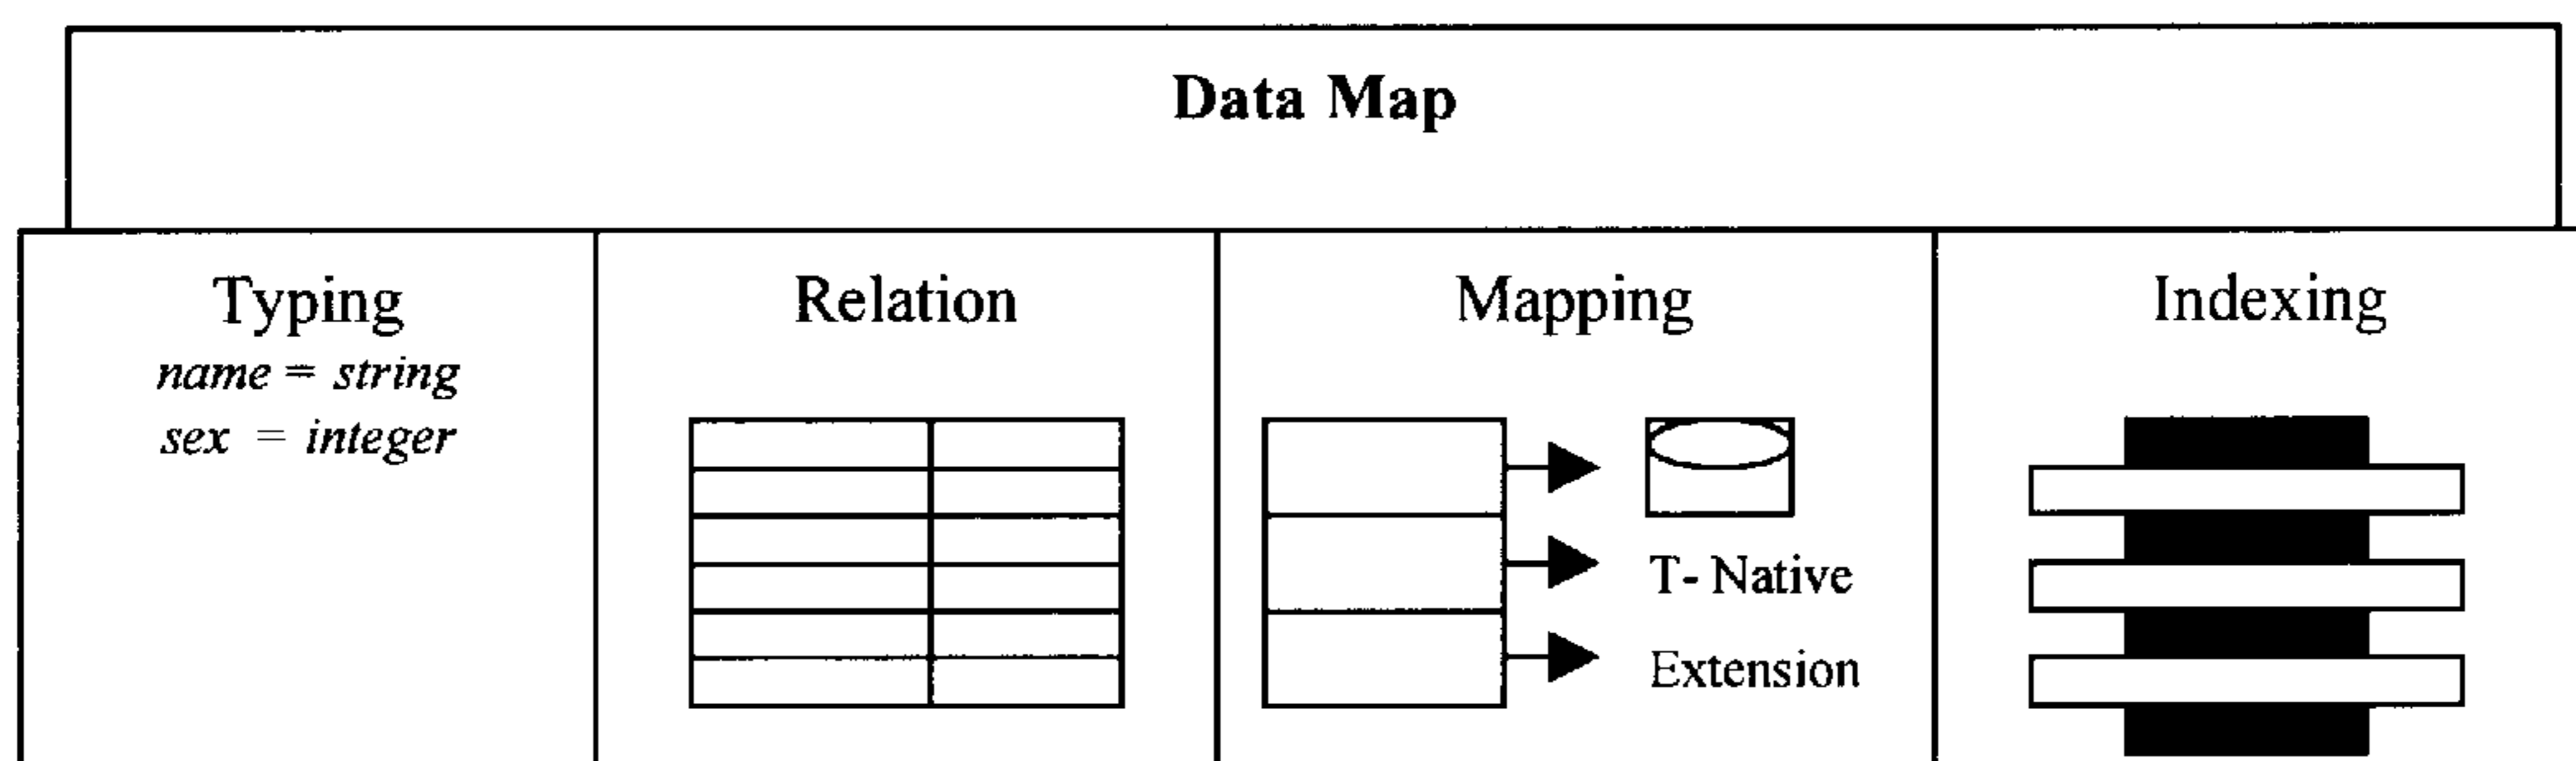 Data Map
Typing
name = string
sex = integer
Relation
Mapping
T- Native
Extension
Indexing